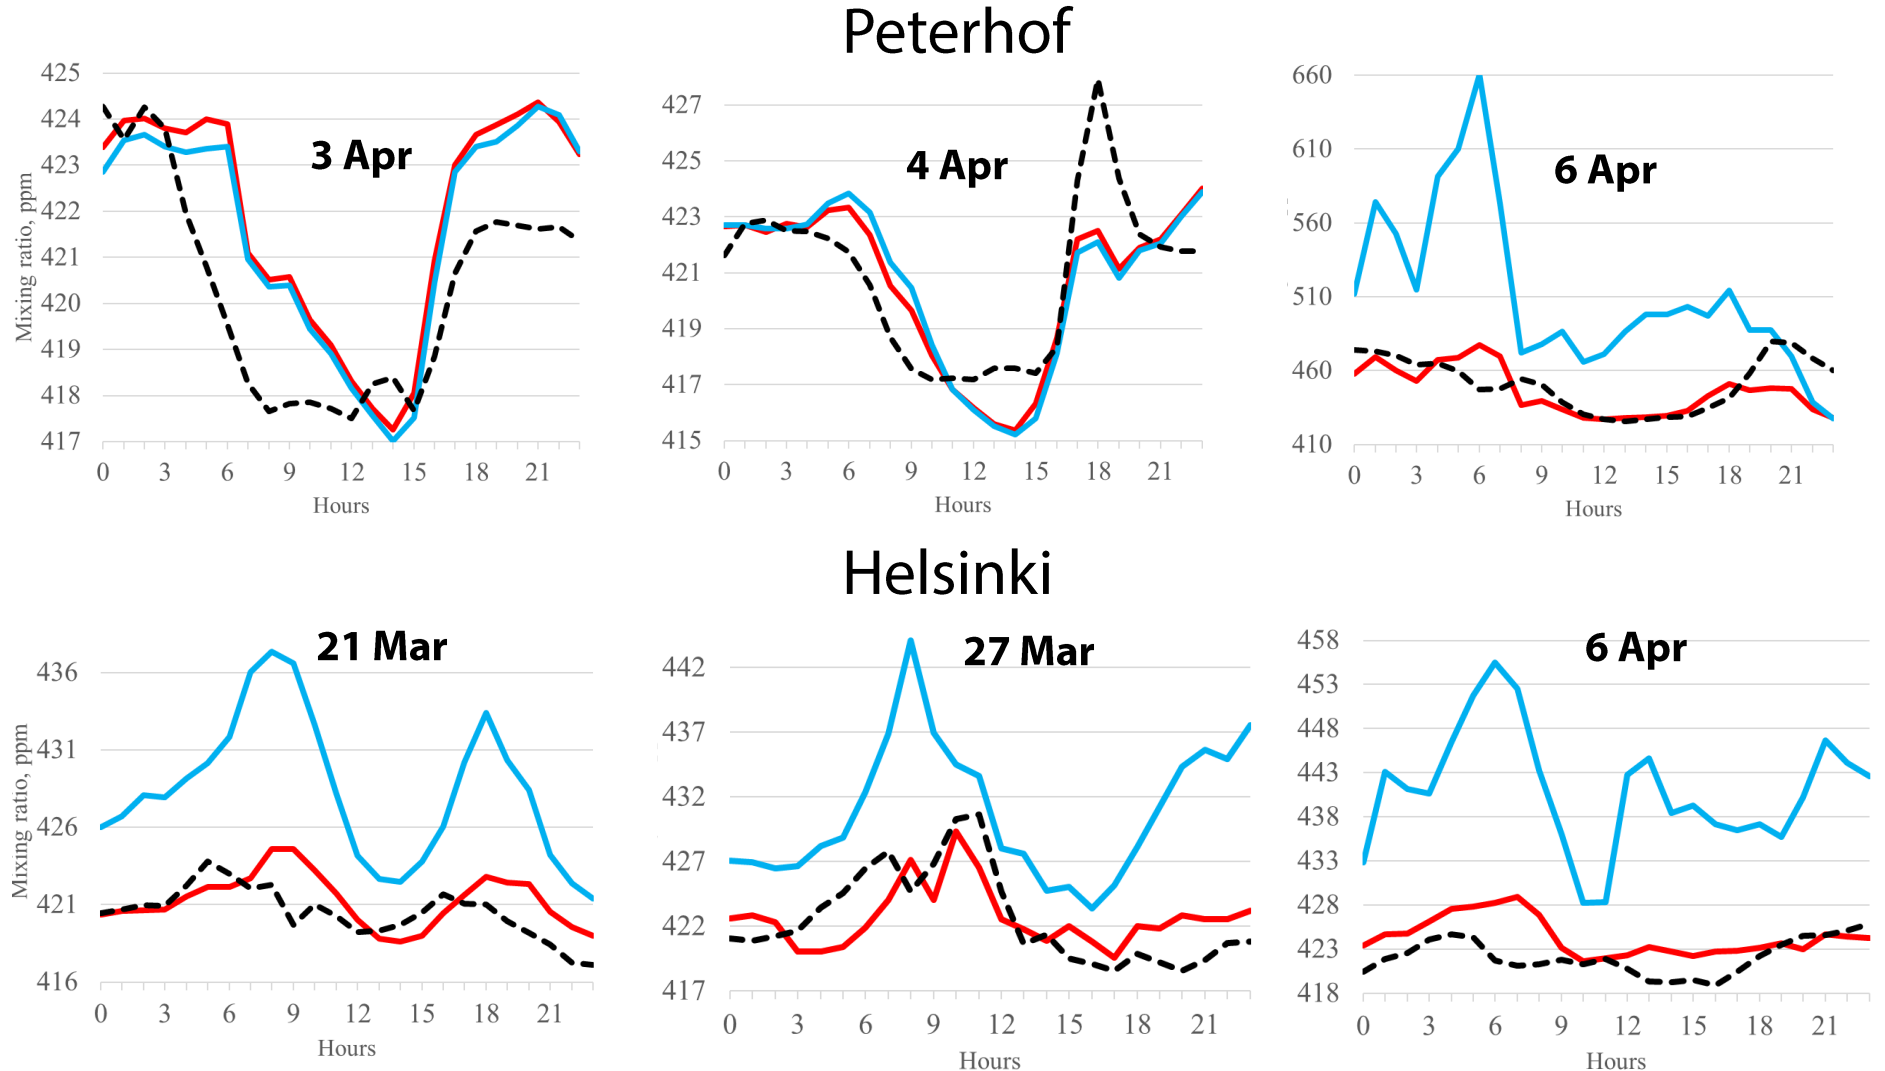 Peterhof
425
424
423
422
421
420
419
418
417
Mixing ratio, ppm
3 Apr
0 3 6 9 12 15 18 21
Hours
427
425
423
421
419
417
415
4 Apr
0 3 6 9 12 15 18 21
Hours
660
610
560
510
460
410
6 Apr
0 3 6 9 12 15 18 21
Hours
Helsinki
436
431
426
421
416
Mixing ratio, ppm
21 Mar
0 3 6 9 12 15 18 21
Hours
442
437
432
427
422
417
27 Mar
0 3 6 9 12 15 18 21
Hours
458
453
448
443
438
433
428
423
418
6 Apr
0 3 6 9 12 15 18 21
Hours